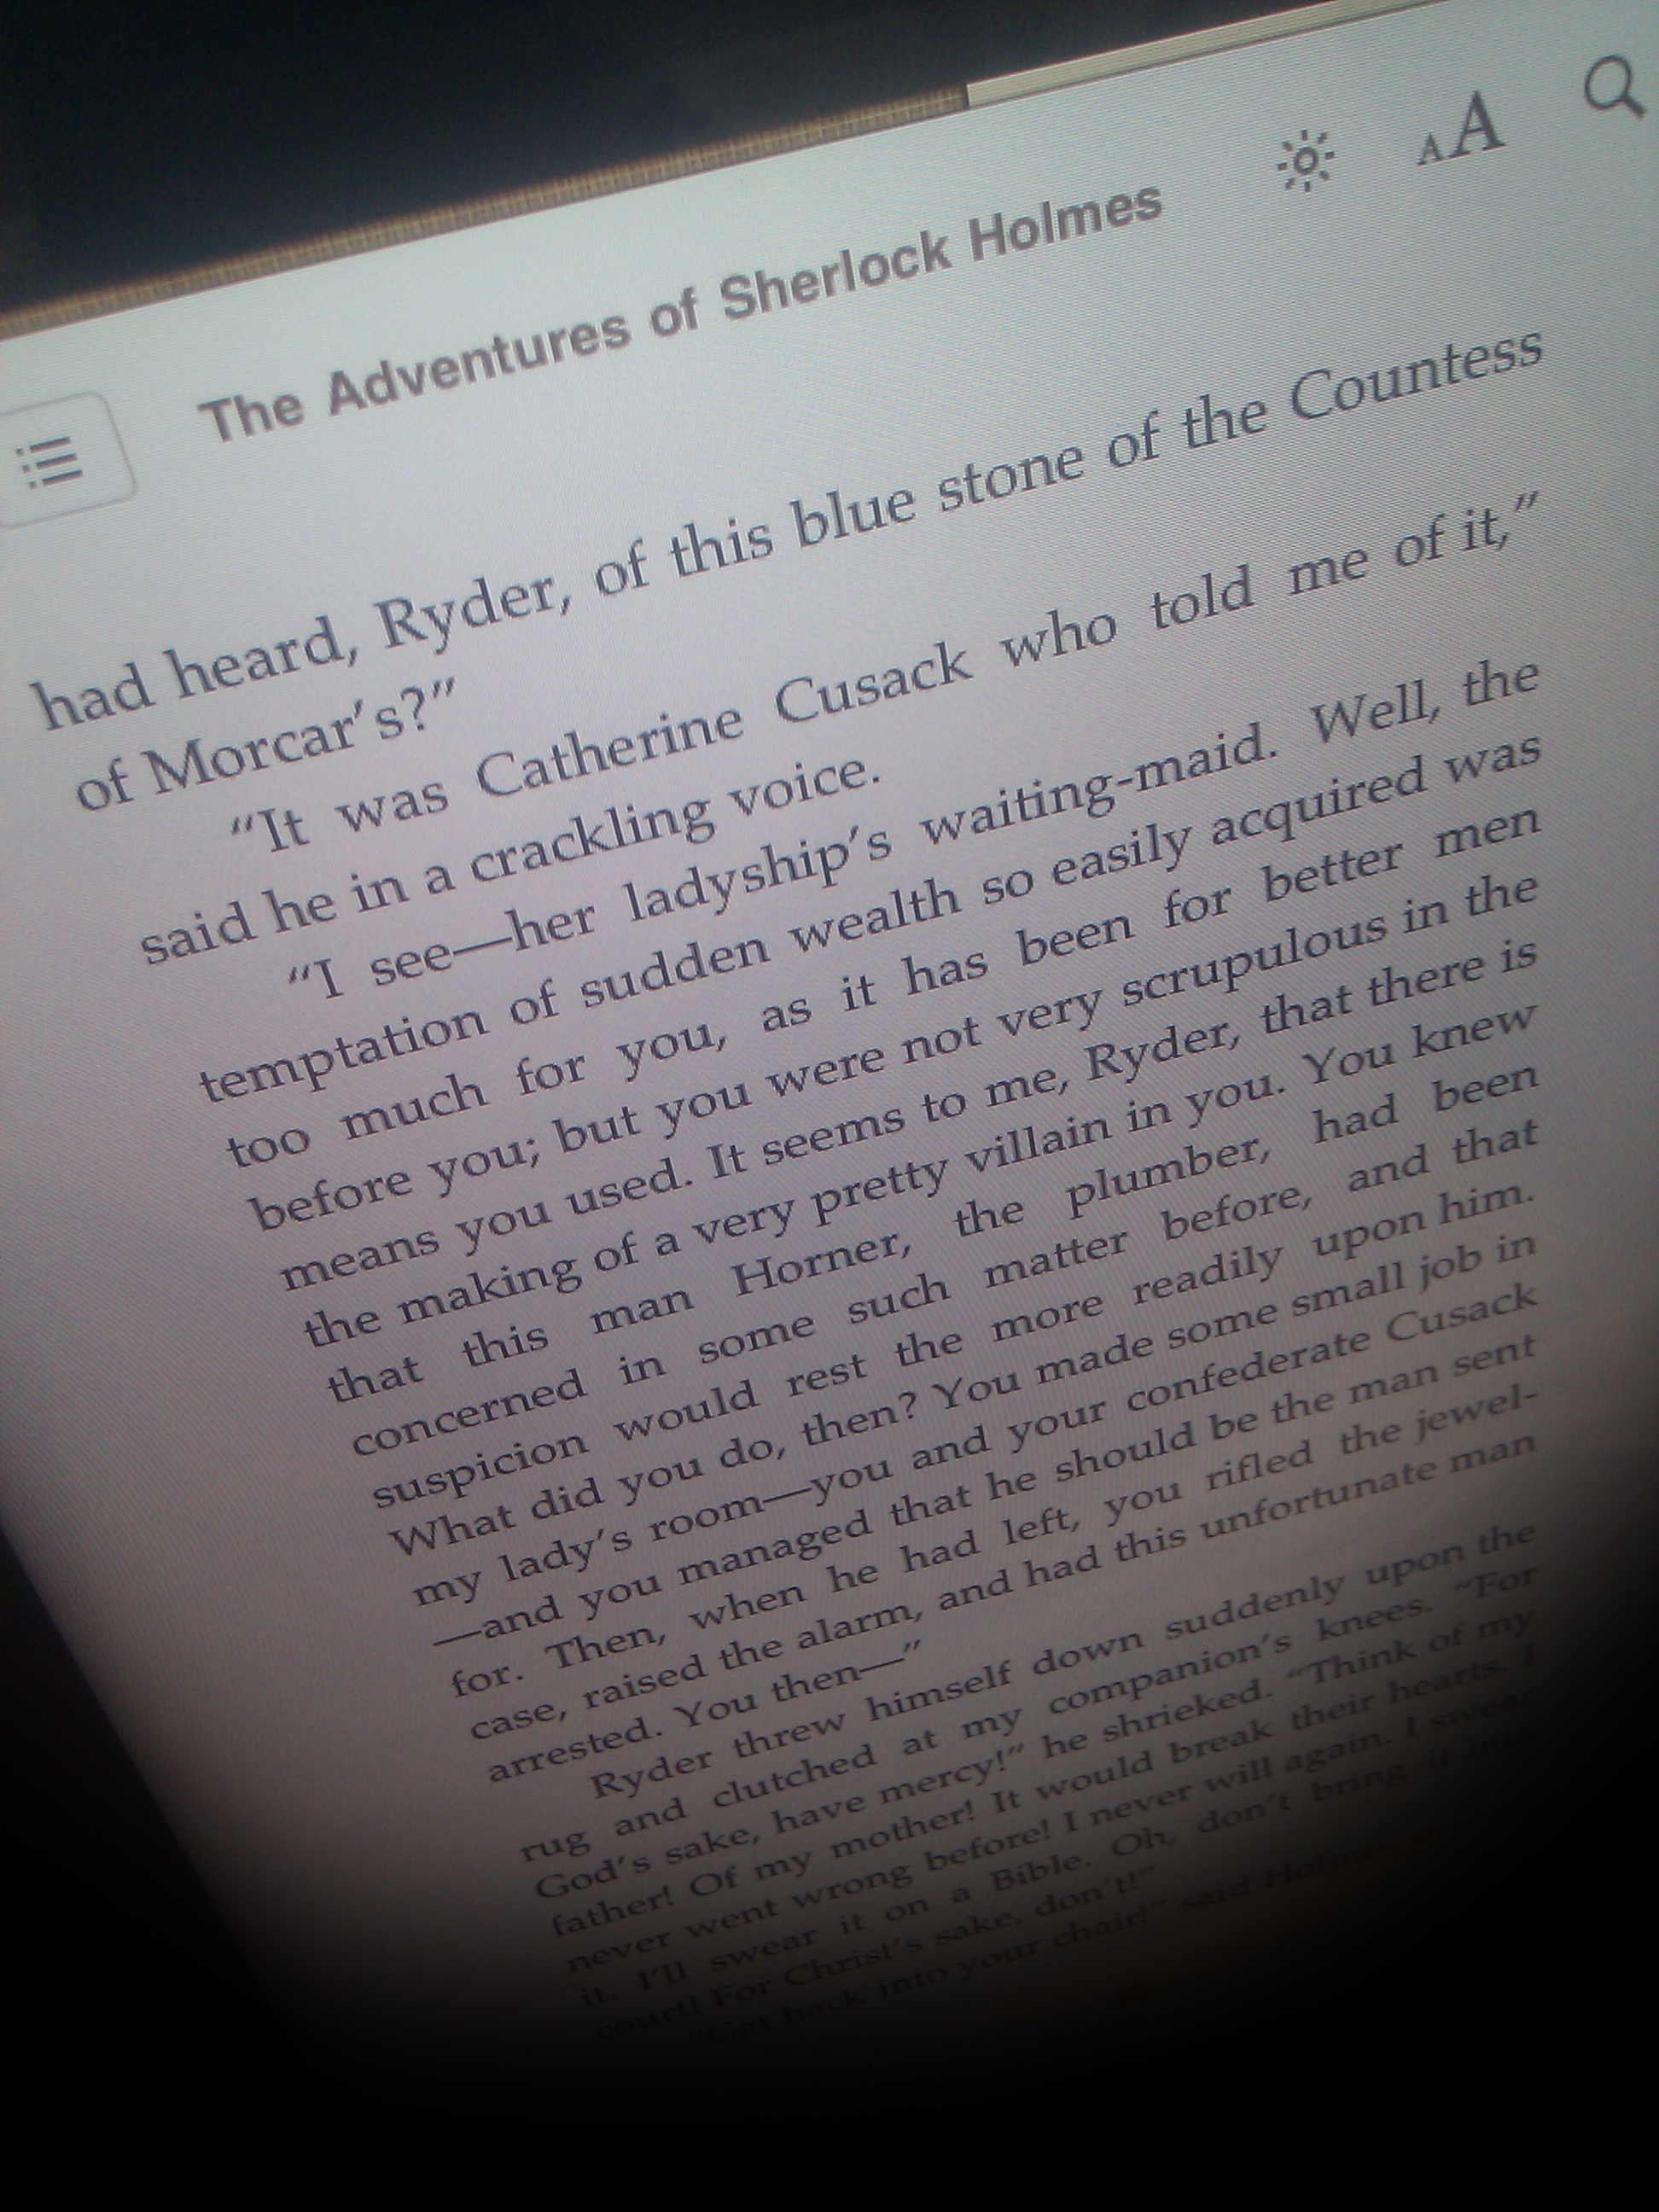 The Adventures of Sherlock Holmes
AA
had heard, Ryder, of this blue stone of the Countess
of Morcar's?”
“It was Catherine Cusack who told me of it,”
said he in a crackling voice.
“I see—her ladyship's waiting-maid. Well, the
temptation of sudden wealth so easily acquired was
too much for you, as it has been for better men
before you; but you were not very scrupulous in the
means you used. It seems to me, Ryder, that there is
the making of a very pretty villain in you. You knew
that this man Horner, the plumber, had been
concerned in some such matter before, and that
suspicion would rest the more readily upon him.
What did you do, then? You made some small job in
my lady's room—you and your confederate Cusack
—and you managed that he should be the man sent
for. Then, when he had left, you rifled the jewel-
case, raised the alarm, and had this unfortunate man
arrested. You then—”
Ryder threw himself down suddenly upon the
rug and clutched at my companion's knees. “For
God's sake, have mercy!” he shrieked. “Think of my
father! Of my mother! It would break their hearts. I
never went wrong before! I never will again. I swear
it. I'll swear it on a Bible. Oh, don't bring it into
court! For Christ's sake, don't!”
“Get back into your chair!” said Holmes